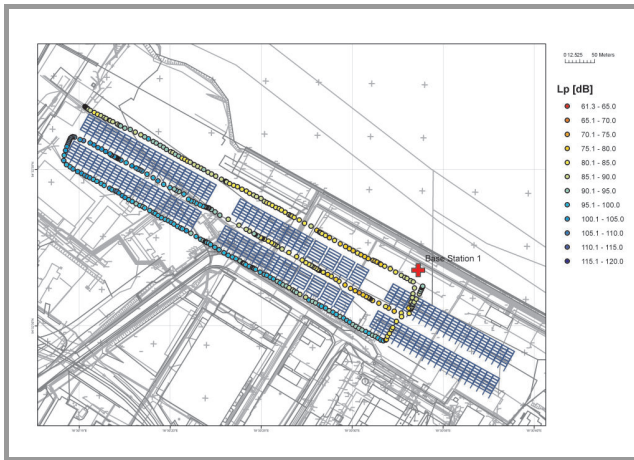 0 12,525 50 Meters
Lp [dB]
61.3 - 65.0
65.1 - 70.0
70.1 - 75.0
75.1 - 80.0
80.1 - 85.0
85.1 - 90.0
90.1 - 95.0
95.1 - 100.0
100.1 - 105.0
105.1 - 110.0
110.1 - 115.0
115.1 - 120.0
Base Station 1